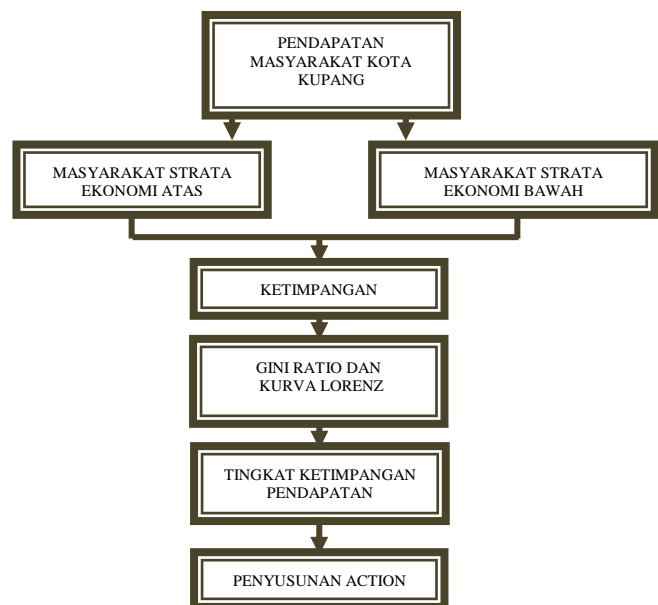 PENDAPATAN
MASYARAKAT KOTA
KUPANG
MASYARAKAT STRATA
EKONOMI ATAS
MASYARAKAT STRATA
EKONOMI BAWAH
KETIMPANGAN
GINI RATIO DAN
KURVA LORENZ
TINGKAT KETIMPANGAN
PENDAPATAN
PENYUSUNAN ACTION